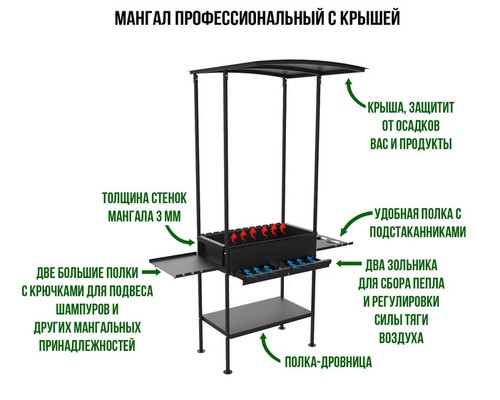 МАНГАЛ ПРОФЕССИОНАЛЬНЫЙ С КРЫШЕЙ
КРЫША, ЗАЩИТИТ
ОТ ОСАДКОВ
ВАС И ПРОДУКТЫ
ТОЛЩИНА СТЕНОК
МАНГАЛА 3 ММ
УДОБНАЯ ПОЛКА С
ПОДСТАКАННИКАМИ
ДВЕ БОЛЬШИЕ ПОЛКИ
С КРЮЧКАМИ ДЛЯ ПОДВЕСА
ШАМПУРОВ И
ДРУГИХ МАНГАЛЬНЫХ
ПРИНАДЛЕЖНОСТЕЙ
ДВА ЗОЛЬНИКА
ДЛЯ СБОРА ПЕПЛА
И РЕГУЛИРОВКИ
СИЛЫ ТЯГИ
ВОЗДУХА
ПОЛКА-ДРОВНИЦА